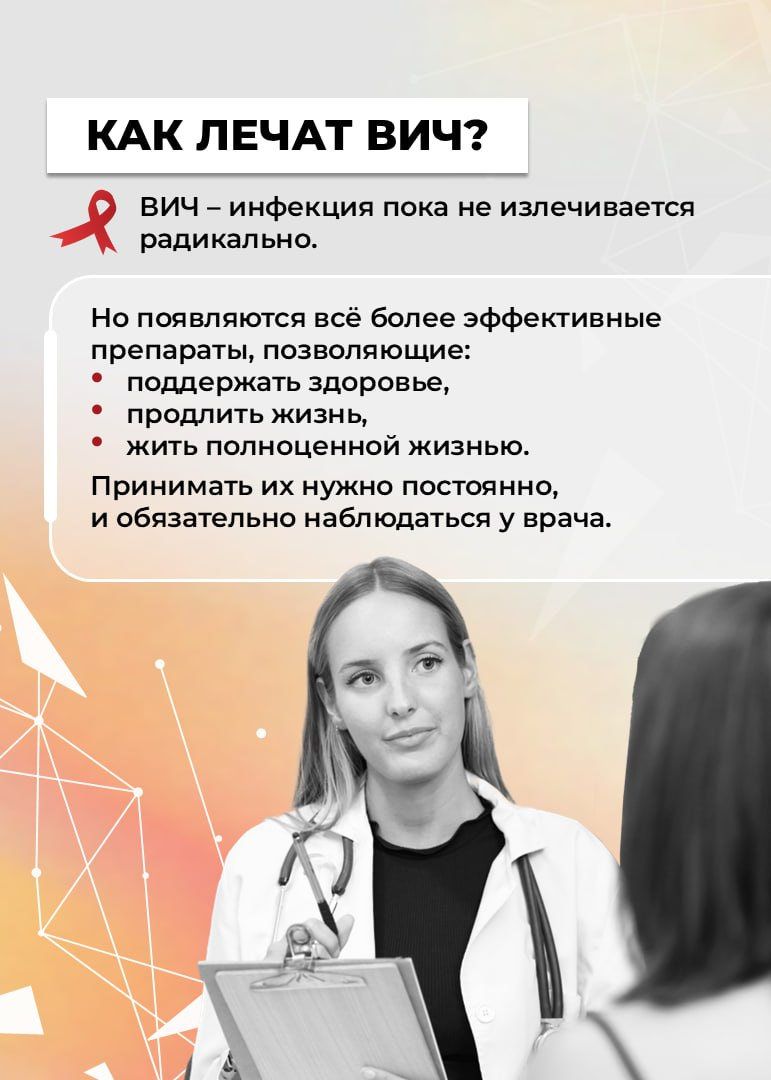 КАК ЛЕЧАТ ВИЧ?
ВИЧ – инфекция пока не излечивается
радикально.
Но появляются всё более эффективные
препараты, позволяющие:
• поддержать здоровье,
• продлить жизнь,
• жить полноценной жизнью.
Принимать их нужно постоянно,
и обязательно наблюдаться у врача.